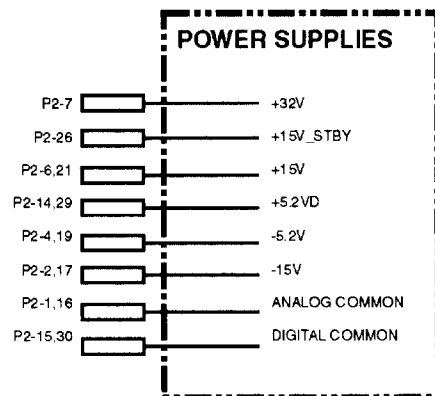 POWER SUPPLIES
P2-7 +32V
P2-26 +15V_STBY
P2-6,21 +15V
P2-14,29 +5.2VD
P2-4,19 -5.2V
P2-2,17 -15V
P2-1,16 ANALOG COMMON
P2-15,30 DIGITAL COMMON